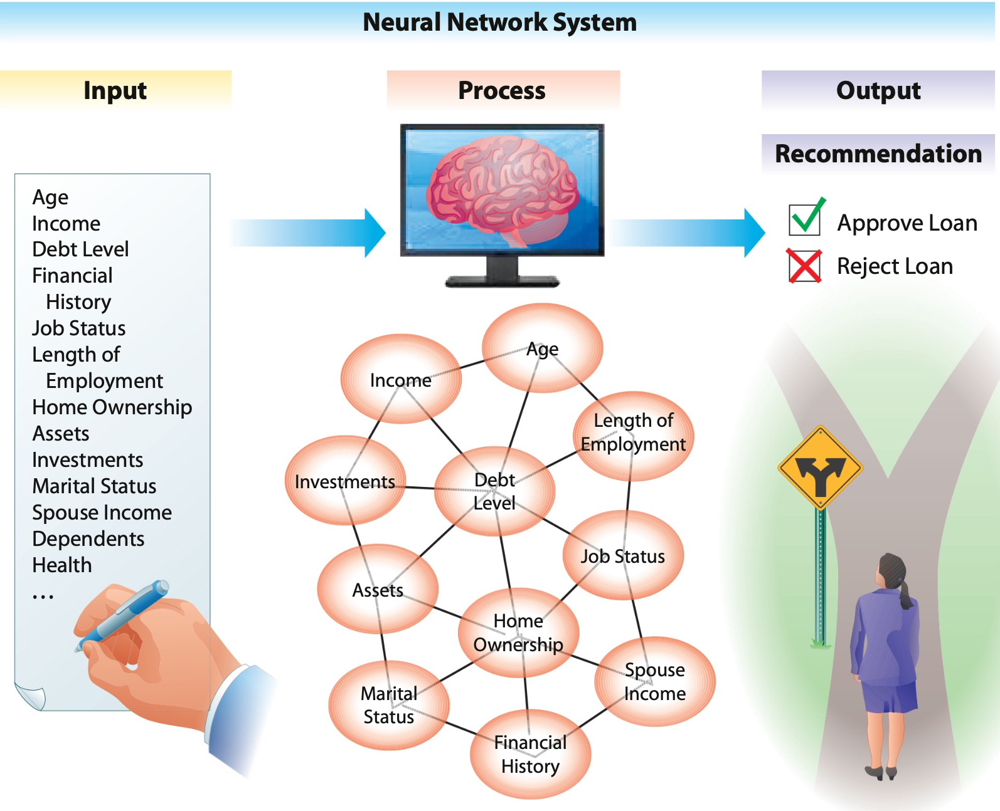 Neural Network System
Input
Process
Output
Recommendation
Approve Loan
Reject Loan
Age
Income
Debt Level
Financial
History
Job Status
Length of
Employment
Home Ownership
Assets
Investments
Marital Status
Spouse Income
Dependents
Health
...
Age
Income
Length of
Employment
Investments
Debt
Level
Job Status
Assets
Home
Ownership
Spouse
Income
Marital
Status
Financial
History